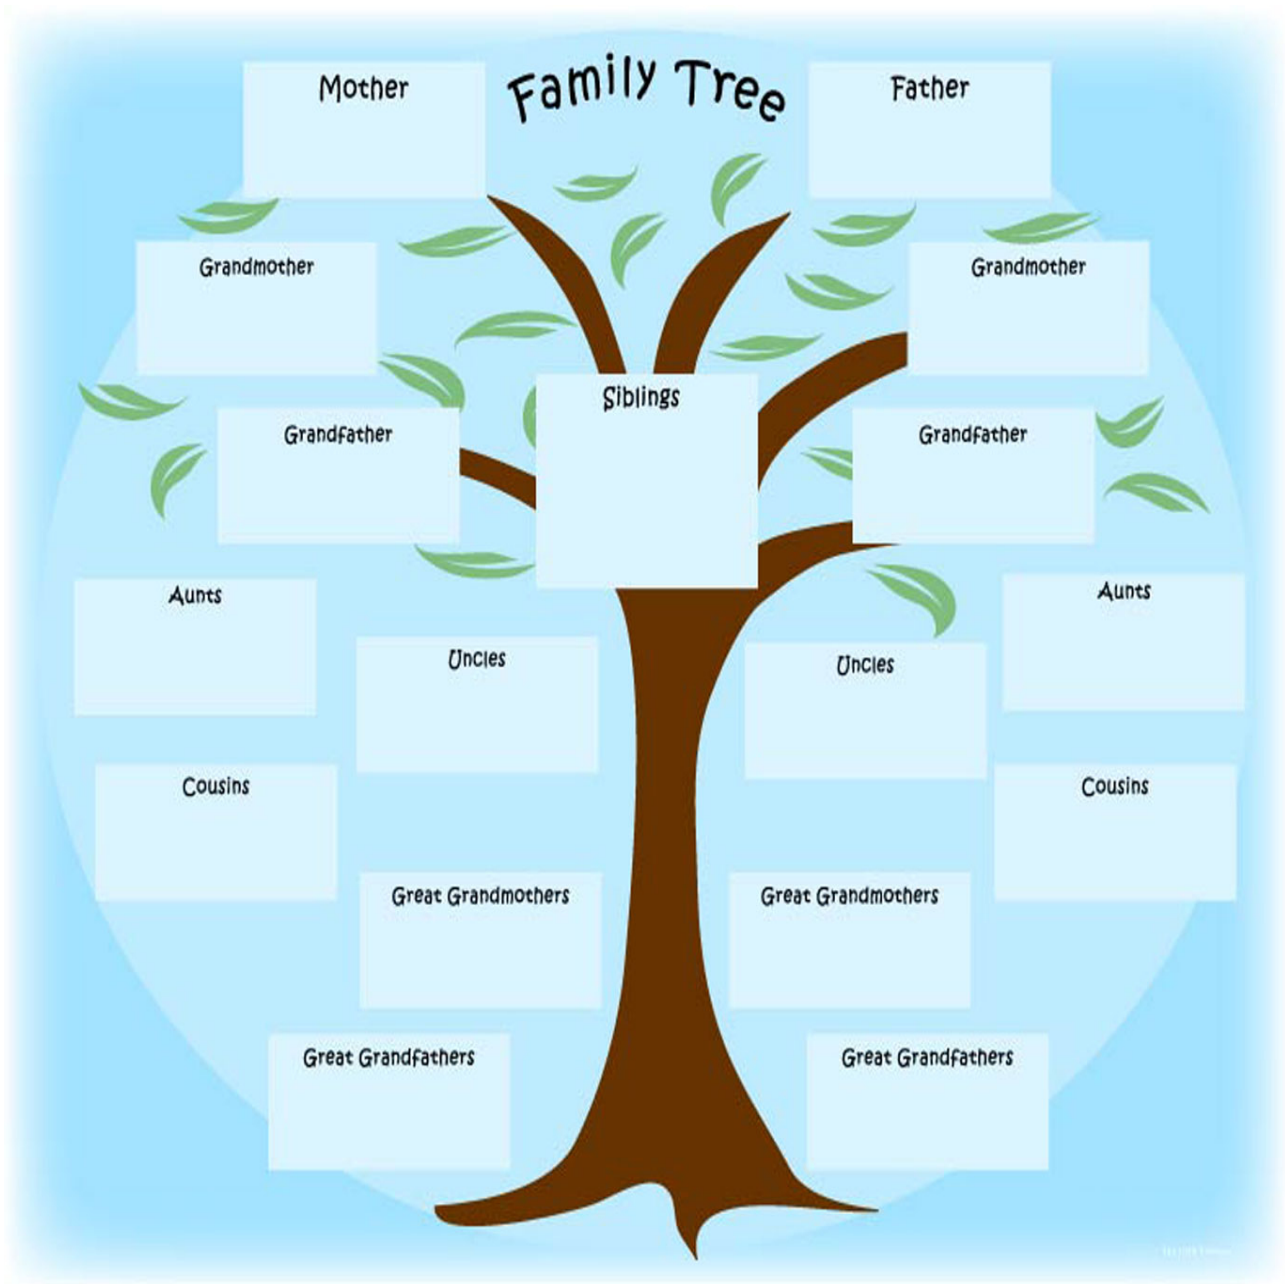 Family Tree
Mother
Father
Grandmother
Grandmother
Siblings
Grandfather
Grandfather
Aunts
Aunts
Uncles
Uncles
Cousins
Cousins
Great Grandmothers
Great Grandmothers
Great Grandfathers
Great Grandfathers